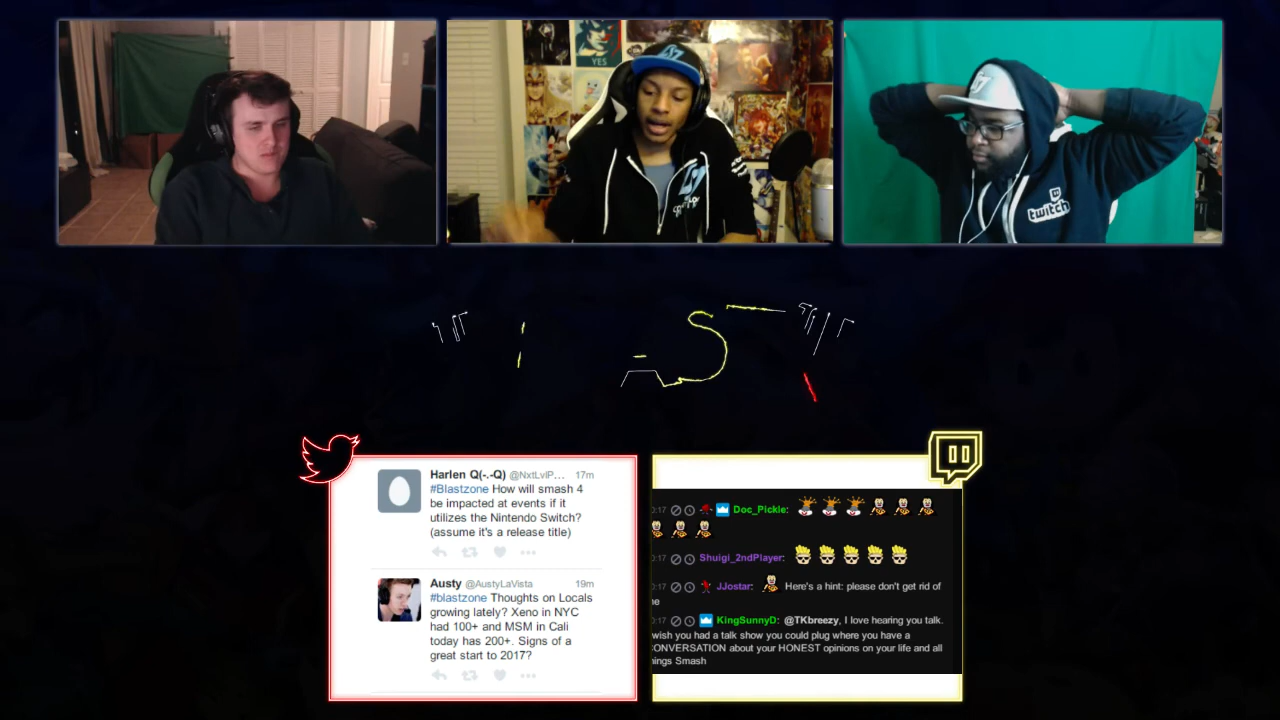 YES
twitch
Harlen Q(-.-Q) @NxtLvlP... 17m
#Blastzone How will smash 4
be impacted at events if it
utilizes the Nintendo Switch?
(assume it's a release title)
Austy @AustyLaVista 19m
#blastzone Thoughts on Locals
growing lately? Xeno in NYC
had 100+ and MSM in Cali
today has 200+. Signs of a
great start to 2017?
:17 Doc_Pickle:
:17 Shuigi_2ndPlayer:
:17 JJostar: Here's a hint: please don't get rid of
:17 KingSunnyD: @TKbreezy, I love hearing you talk.
wish you had a talk show you could plug where you have a
CONVERSATION about your HONEST opinions on your life and all
ings Smash